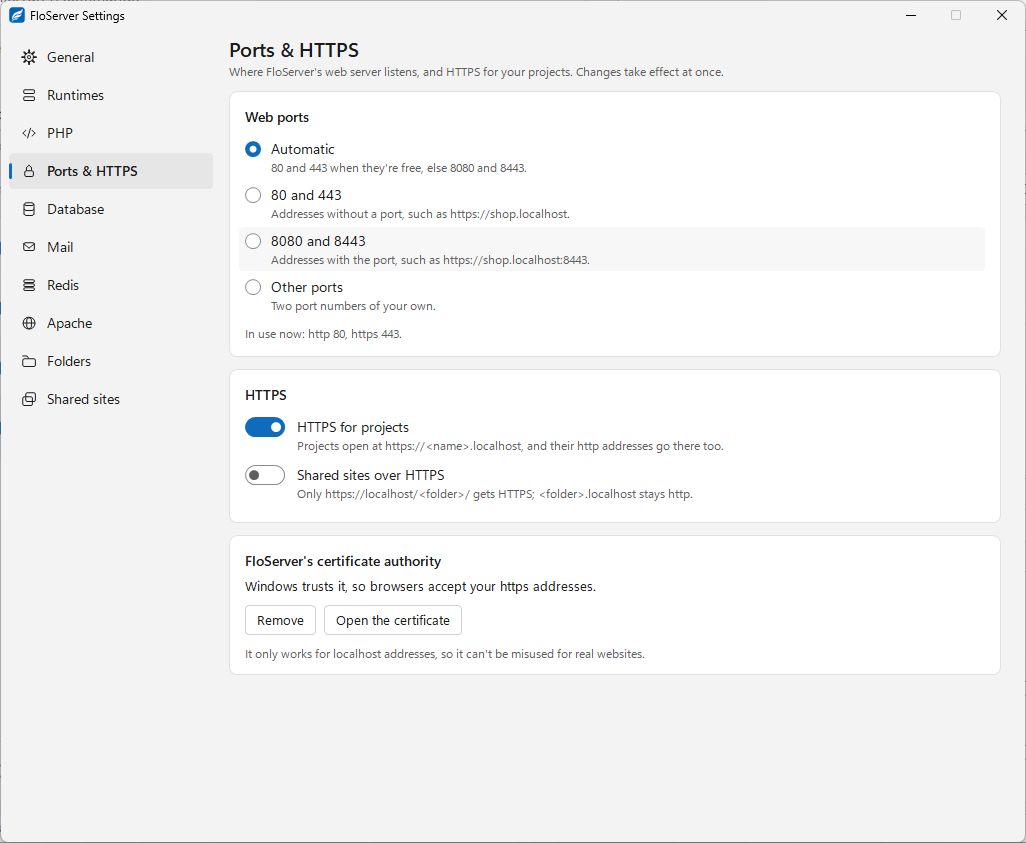 FloServer Settings
General
Runtimes
PHP
Ports & HTTPS
Database
Mail
Redis
Apache
Folders
Shared sites
Ports & HTTPS
Where FloServer's web server listens, and HTTPS for your projects. Changes take effect at once.
Web ports
Automatic
80 and 443 when they're free, else 8080 and 8443.
80 and 443
Addresses without a port, such as https://shop.localhost.
8080 and 8443
Addresses with the port, such as https://shop.localhost:8443.
Other ports
Two port numbers of your own.
In use now: http 80, https 443.
HTTPS
HTTPS for projects
Projects open at https://<name>.localhost, and their http addresses go there too.
Shared sites over HTTPS
Only https://localhost/<folder>/ gets HTTPS; <folder>.localhost stays http.
FloServer's certificate authority
Windows trusts it, so browsers accept your https addresses.
Remove
Open the certificate
It only works for localhost addresses, so it can't be misused for real websites.